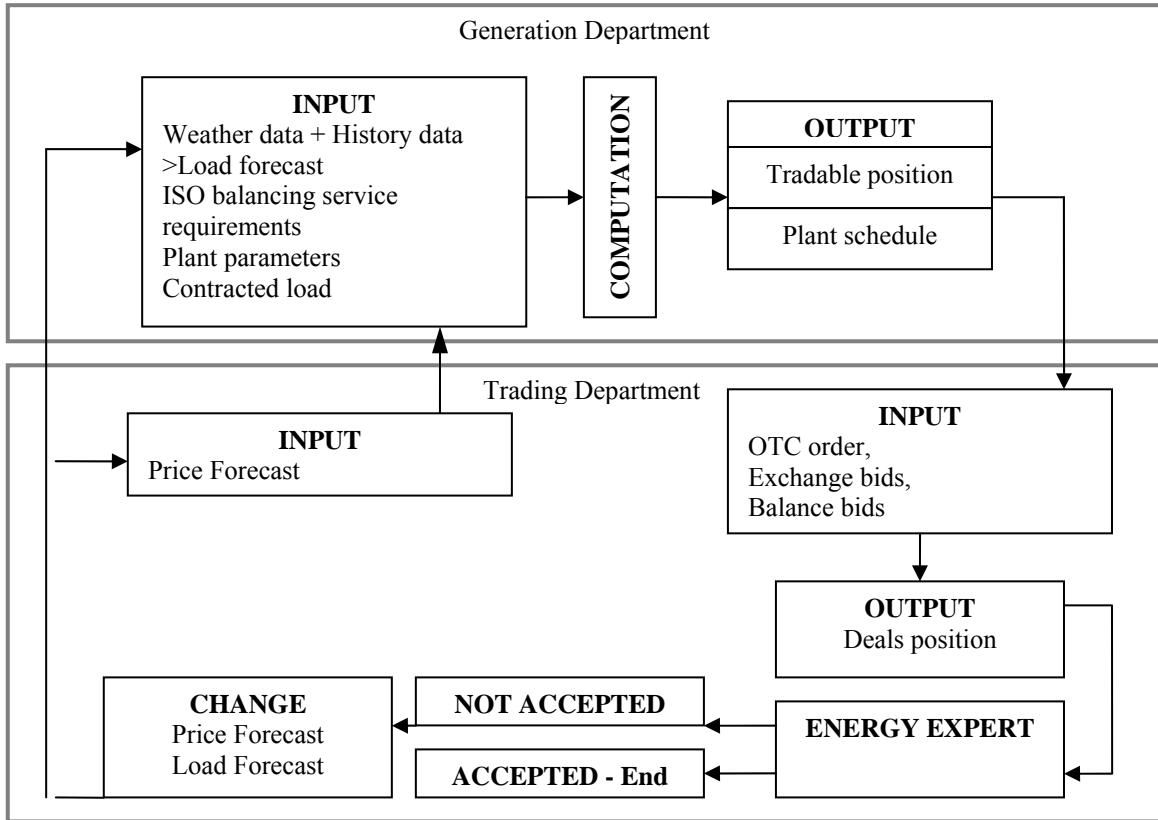 Generation Department
INPUT
Weather data + History data
>Load forecast
ISO balancing service
requirements
Plant parameters
Contracted load
COMPUTATION
OUTPUT
Tradable position
Plant schedule
Trading Department
INPUT
Price Forecast
INPUT
OTC order,
Exchange bids,
Balance bids
OUTPUT
Deals position
ENERGY EXPERT
NOT ACCEPTED
ACCEPTED - End
CHANGE
Price Forecast
Load Forecast